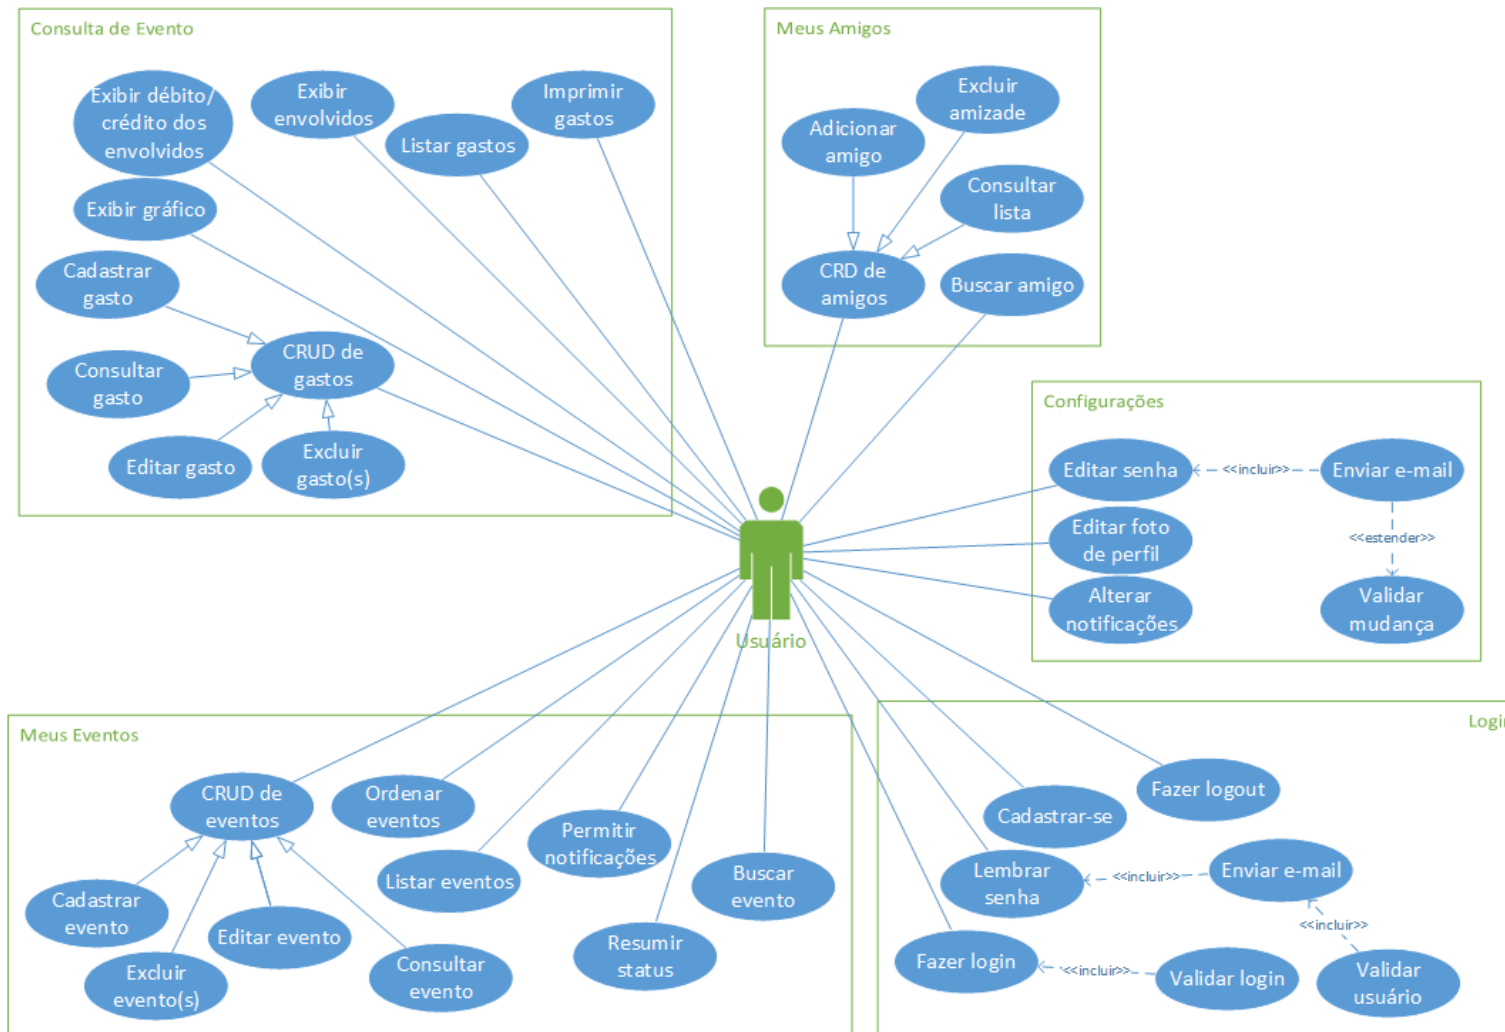 Consulta de Evento
Exibir débito/
crédito dos
envolvidos
Exibir
envolvidos
Listar gastos
Imprimir
gastos
Exibir gráfico
Cadastrar
gasto
CRUD de
gastos
Consultar
gasto
Editar gasto
Excluir
gasto(s)
Meus Amigos
Excluir
amizade
Adicionar
amigo
Consultar
lista
CRD de
amigos
Buscar amigo
Configurações
Editar senha
<<incluir>>
Enviar e-mail
Editar foto
de perfil
<<estender>>
Alterar
notificações
Validar
mudança
Usuário
Meus Eventos
CRUD de
eventos
Ordenar
eventos
Permitir
notificações
Listar eventos
Buscar
evento
Cadastrar
evento
Editar evento
Resumir
status
Excluir
evento(s)
Consultar
evento
Login
Fazer logout
Cadastrar-se
Lembrar
senha
<<incluir>>
Enviar e-mail
<<incluir>>
Fazer login
<<incluir>>
Validar login
Validar
usuário